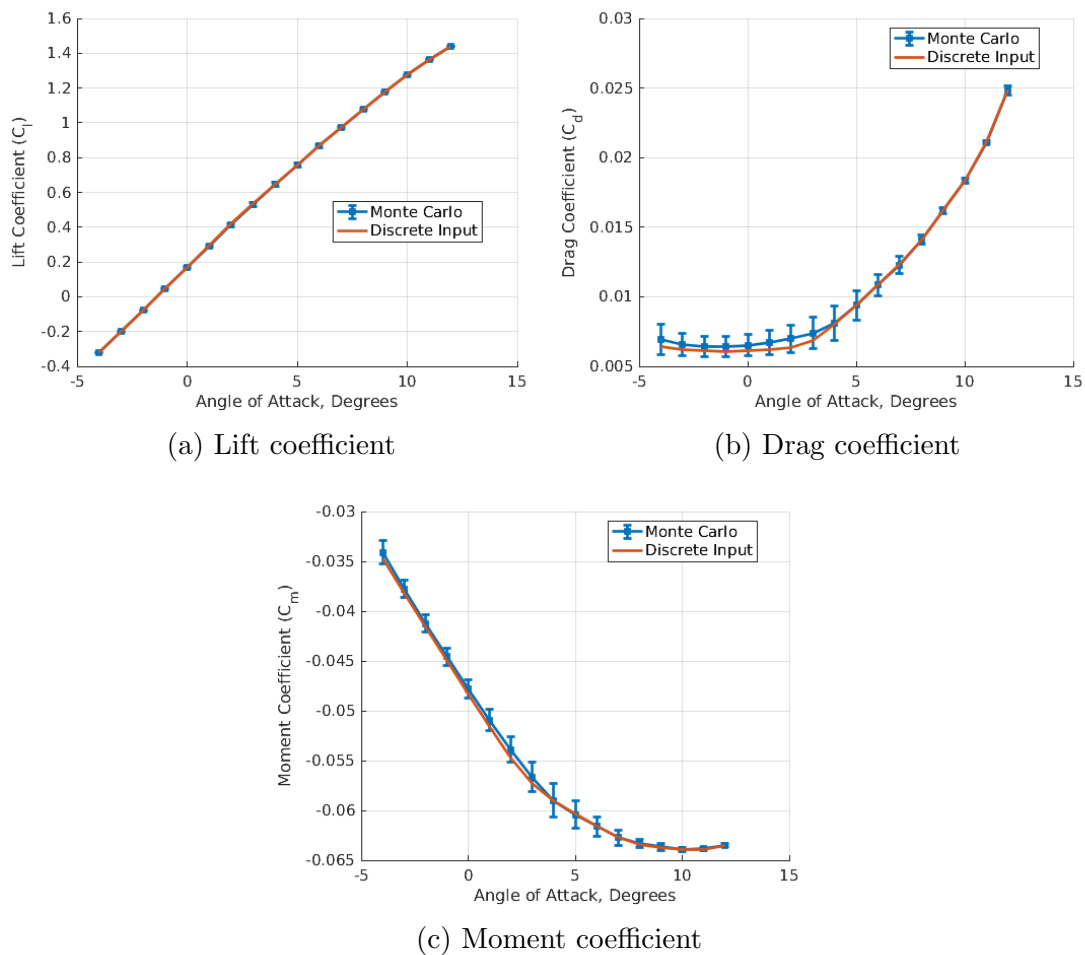 1.6
1.4
1.2
1
0.8
0.6
0.4
0.2
0
-0.2
-0.4
-5
0
5
10
15
Lift Coefficient (C_l)
Angle of Attack, Degrees
Monte Carlo
Discrete Input
(a) Lift coefficient
0.03
0.025
0.02
0.015
0.01
0.005
-5
0
5
10
15
Drag Coefficient (C_d)
Angle of Attack, Degrees
Monte Carlo
Discrete Input
(b) Drag coefficient
-0.03
-0.035
-0.04
-0.045
-0.05
-0.055
-0.06
-0.065
-5
0
5
10
15
Moment Coefficient (C_m)
Angle of Attack, Degrees
Monte Carlo
Discrete Input
(c) Moment coefficient